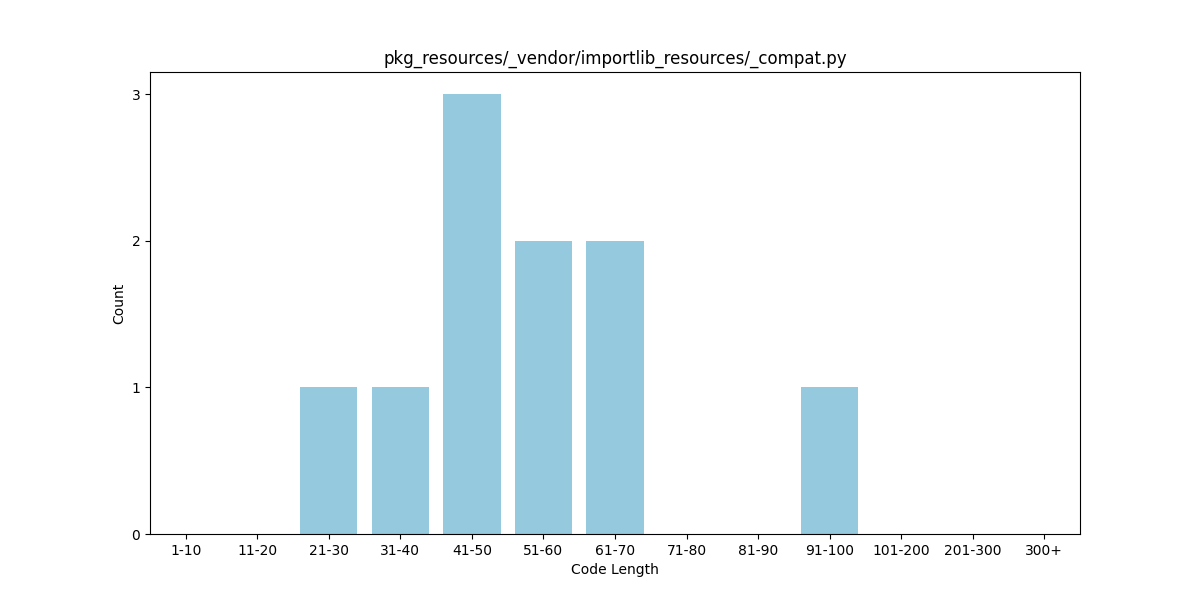 pkg_resources/_vendor/importlib_resources/_compat.py
3
2
1
0
Count
1-10 11-20 21-30 31-40 41-50 51-60 61-70 71-80 81-90 91-100 101-200 201-300 300+
Code Length